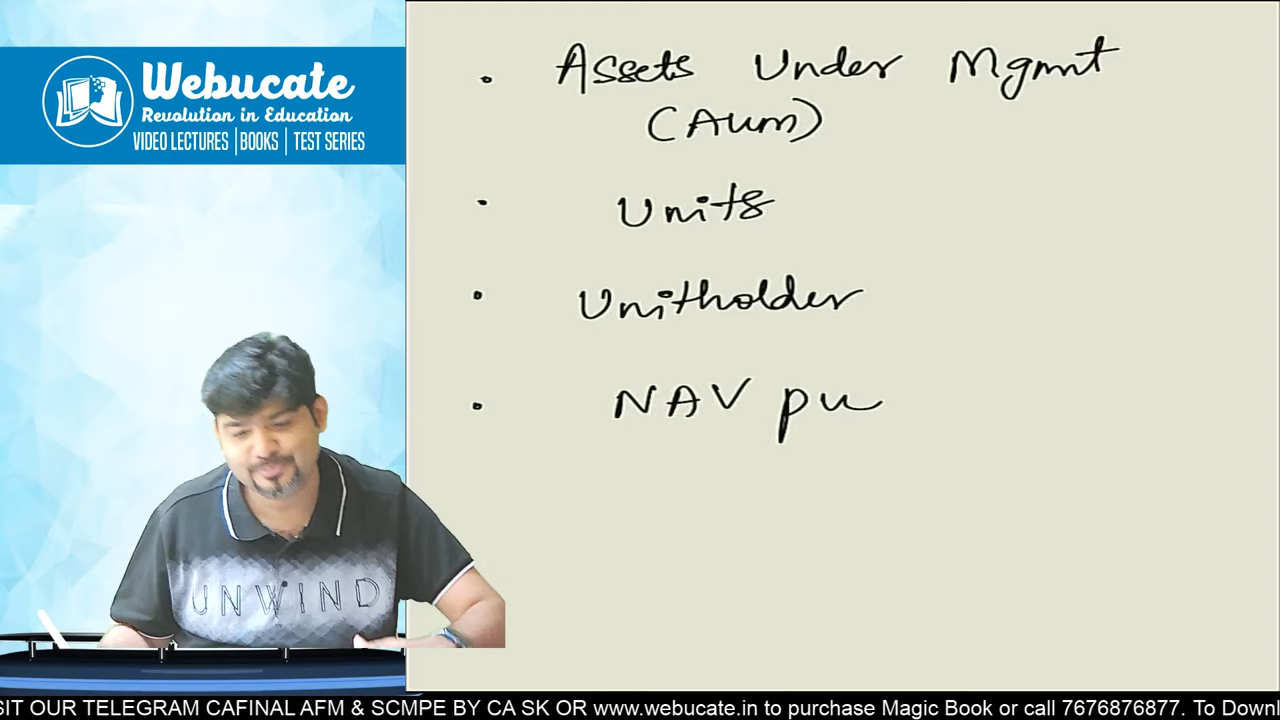 Webucate
Revolution in Education
VIDEO LECTURES | BOOKS | TEST SERIES
. Assets Under Mgmnt
(AUM)
. Units
. Unitholder
. NAV pu
UNWIND
SIT OUR TELEGRAM CAFINAL AFM & SCMPE BY CA SK OR www.webucate.in to purchase Magic Book or call 7676876877. To Downl